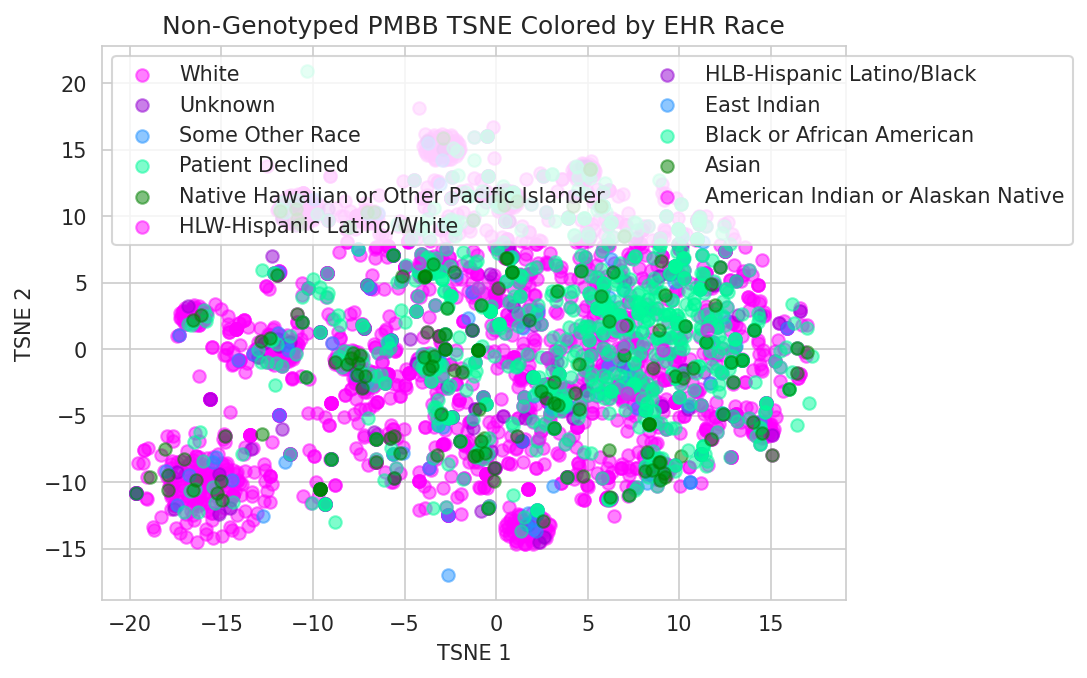 Non-Genotyped PMBB TSNE Colored by EHR Race
White
Unknown
Some Other Race
Patient Declined
Native Hawaiian or Other Pacific Islander
HLW-Hispanic Latino/White
HLB-Hispanic Latino/Black
East Indian
Black or African American
Asian
American Indian or Alaskan Native
TSNE 2
20
15
10
5
0
−5
−10
−15
−20 −15 −10 −5 0 5 10 15
TSNE 1